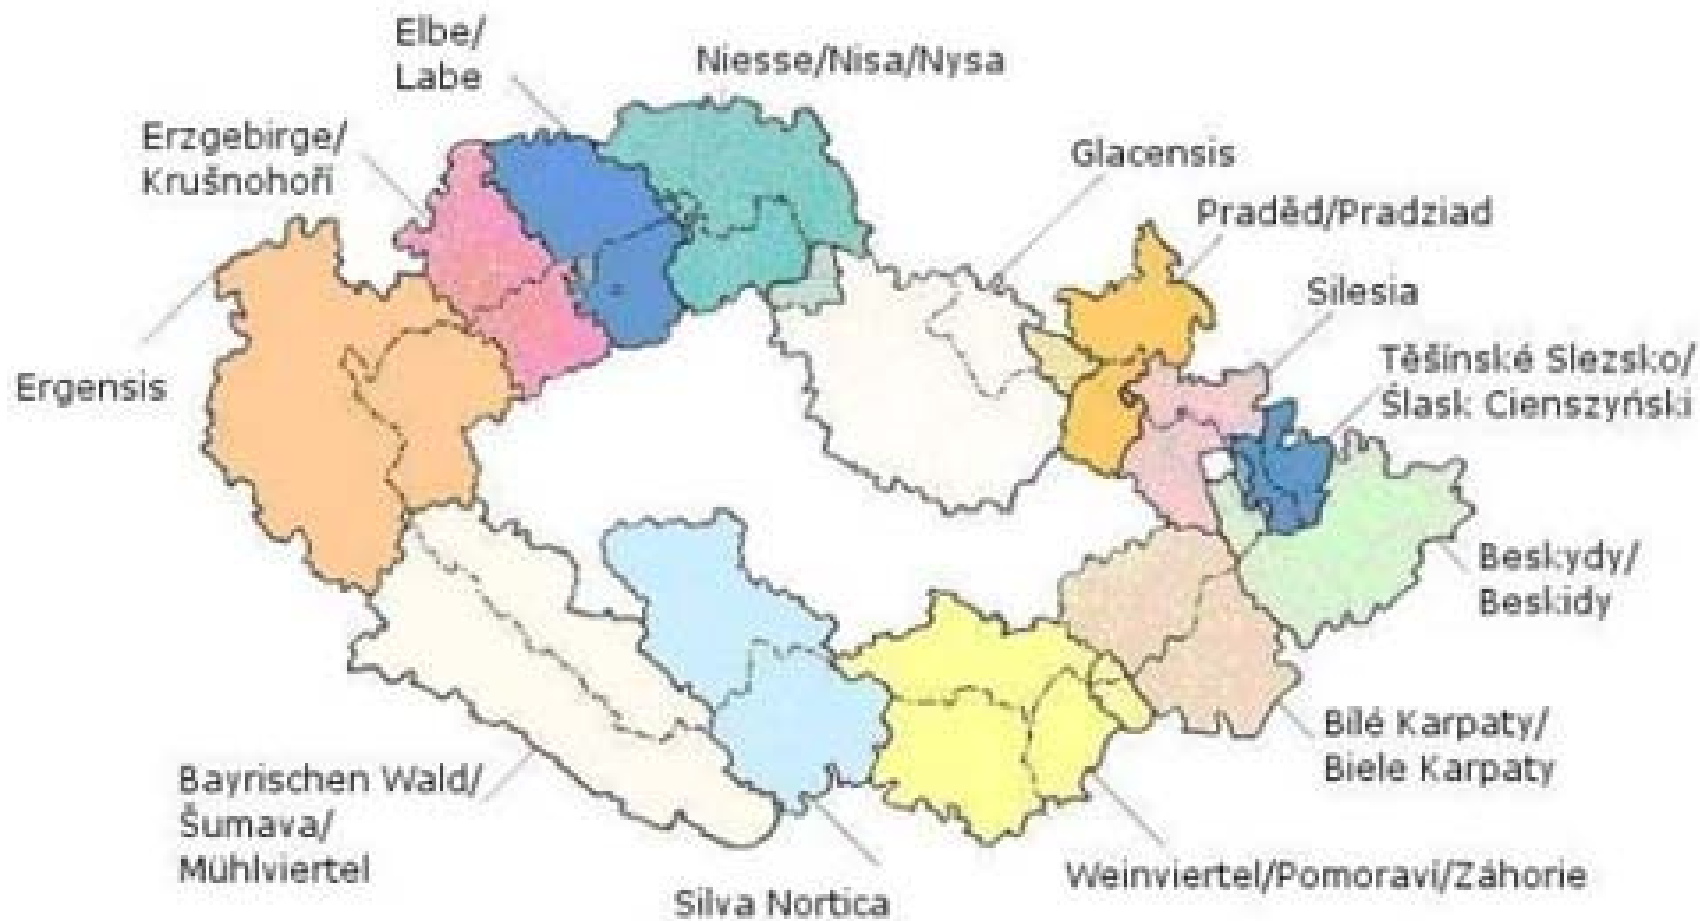 Elbe/
Labe
Niesse/Nisa/Nysa
Erzgebirge/
Krušnohoří
Glacensis
Praděd/Pradziad
Silesia
Těšínské Slezsko/
Šlask Cienszyński
Ergensis
Beskydy/
Beskidy
Bílé Karpaty/
Biele Karpaty
Bayrischen Wald/
Šumava/
Mühlviertel
Weinviertel/Pomoraví/Záhorie
Silva Nortica